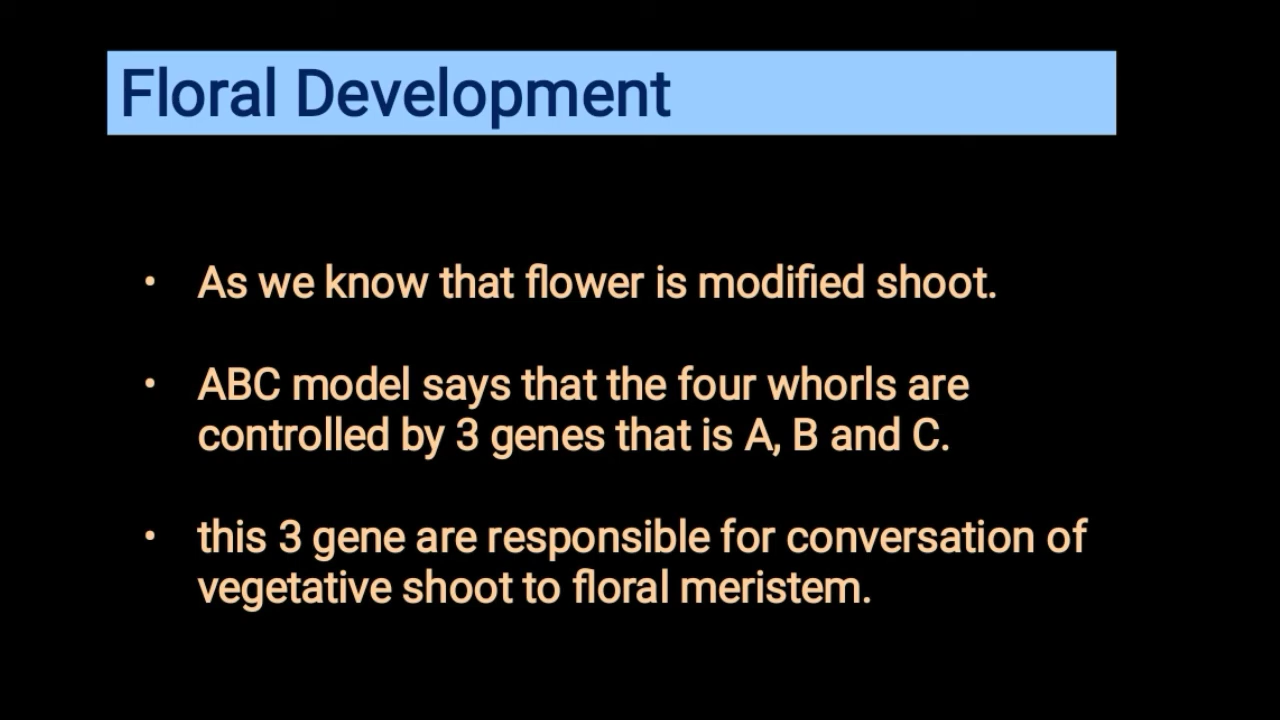 Floral Development
• As we know that flower is modified shoot.
• ABC model says that the four whorls are
controlled by 3 genes that is A, B and C.
• this 3 gene are responsible for conversation of
vegetative shoot to floral meristem.